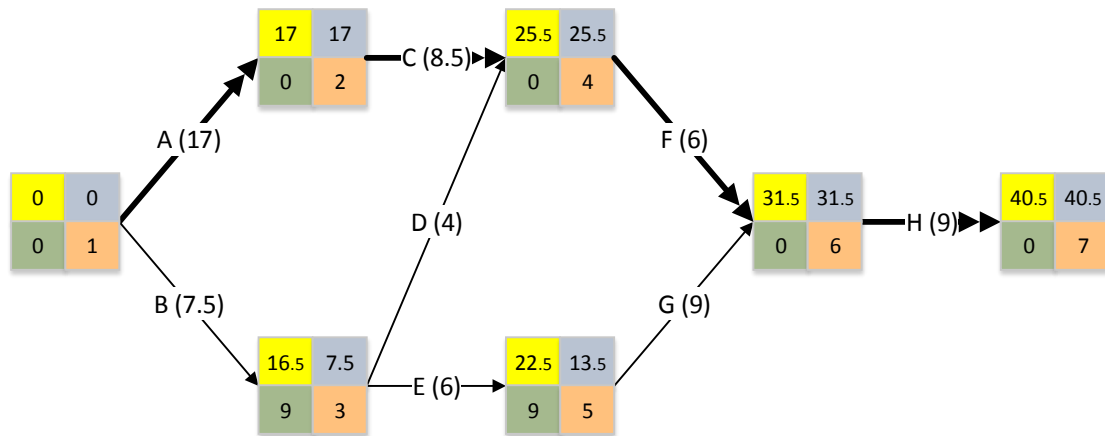 17 17
0 2
C (8.5)
25.5 25.5
0 4
A (17)
F (6)
0 0
0 1
D (4)
31.5 31.5
0 6
H (9)
40.5 40.5
0 7
B (7.5)
G (9)
16.5 7.5
9 3
E (6)
22.5 13.5
9 5